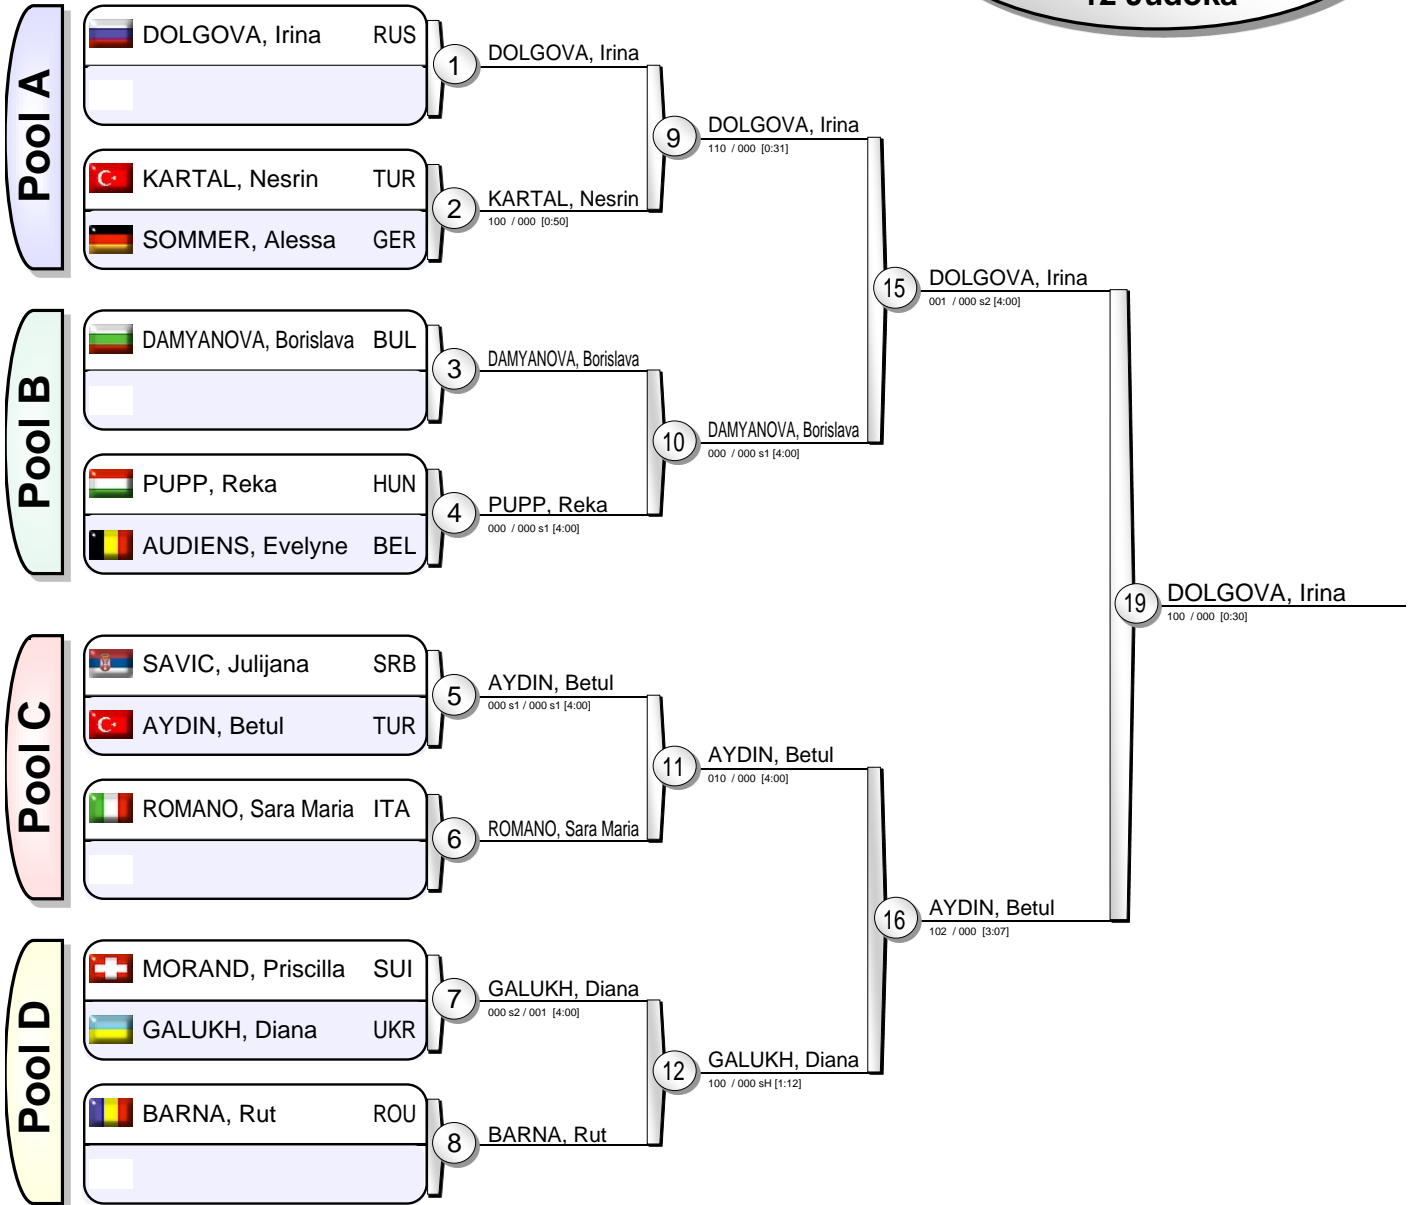 12 Judoka
Pool A
DOLGOVA, Irina RUS
KARTAL, Nesrin TUR
SOMMER, Alessa GER
1
DOLGOVA, Irina
2
KARTAL, Nesrin
100 / 000 [0:50]
9
DOLGOVA, Irina
110 / 000 [0:31]
Pool B
DAMYANOVA, Borislava BUL
PUPP, Reka HUN
AUDIENS, Evelyne BEL
3
DAMYANOVA, Borislava
4
PUPP, Reka
000 / 000 s1 [4:00]
10
DAMYANOVA, Borislava
000 / 000 s1 [4:00]
15
DOLGOVA, Irina
001 / 000 s2 [4:00]
Pool C
SAVIC, Julijana SRB
AYDIN, Betul TUR
ROMANO, Sara Maria ITA
5
AYDIN, Betul
000 s1 / 000 s1 [4:00]
6
ROMANO, Sara Maria
11
AYDIN, Betul
010 / 000 [4:00]
Pool D
MORAND, Priscilla SUI
GALUKH, Diana UKR
BARNA, Rut ROU
7
GALUKH, Diana
000 s2 / 001 [4:00]
8
BARNA, Rut
12
GALUKH, Diana
100 / 000 sH [1:12]
16
AYDIN, Betul
102 / 000 [3:07]
19
DOLGOVA, Irina
100 / 000 [0:30]